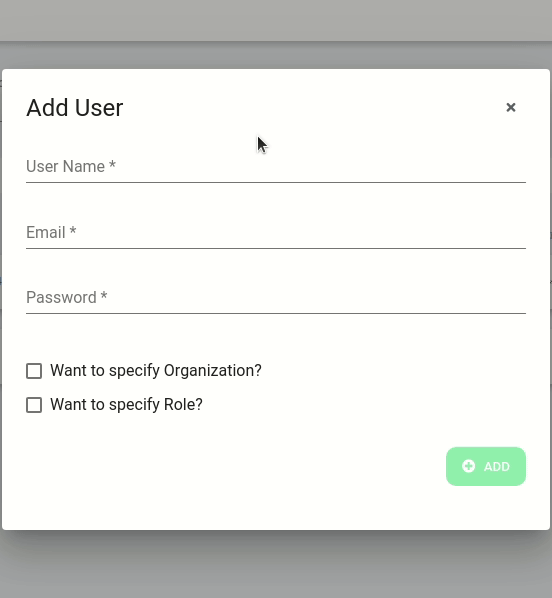 Add User
×
User Name *
Email *
Password *
Want to specify Organization?
Want to specify Role?
ADD